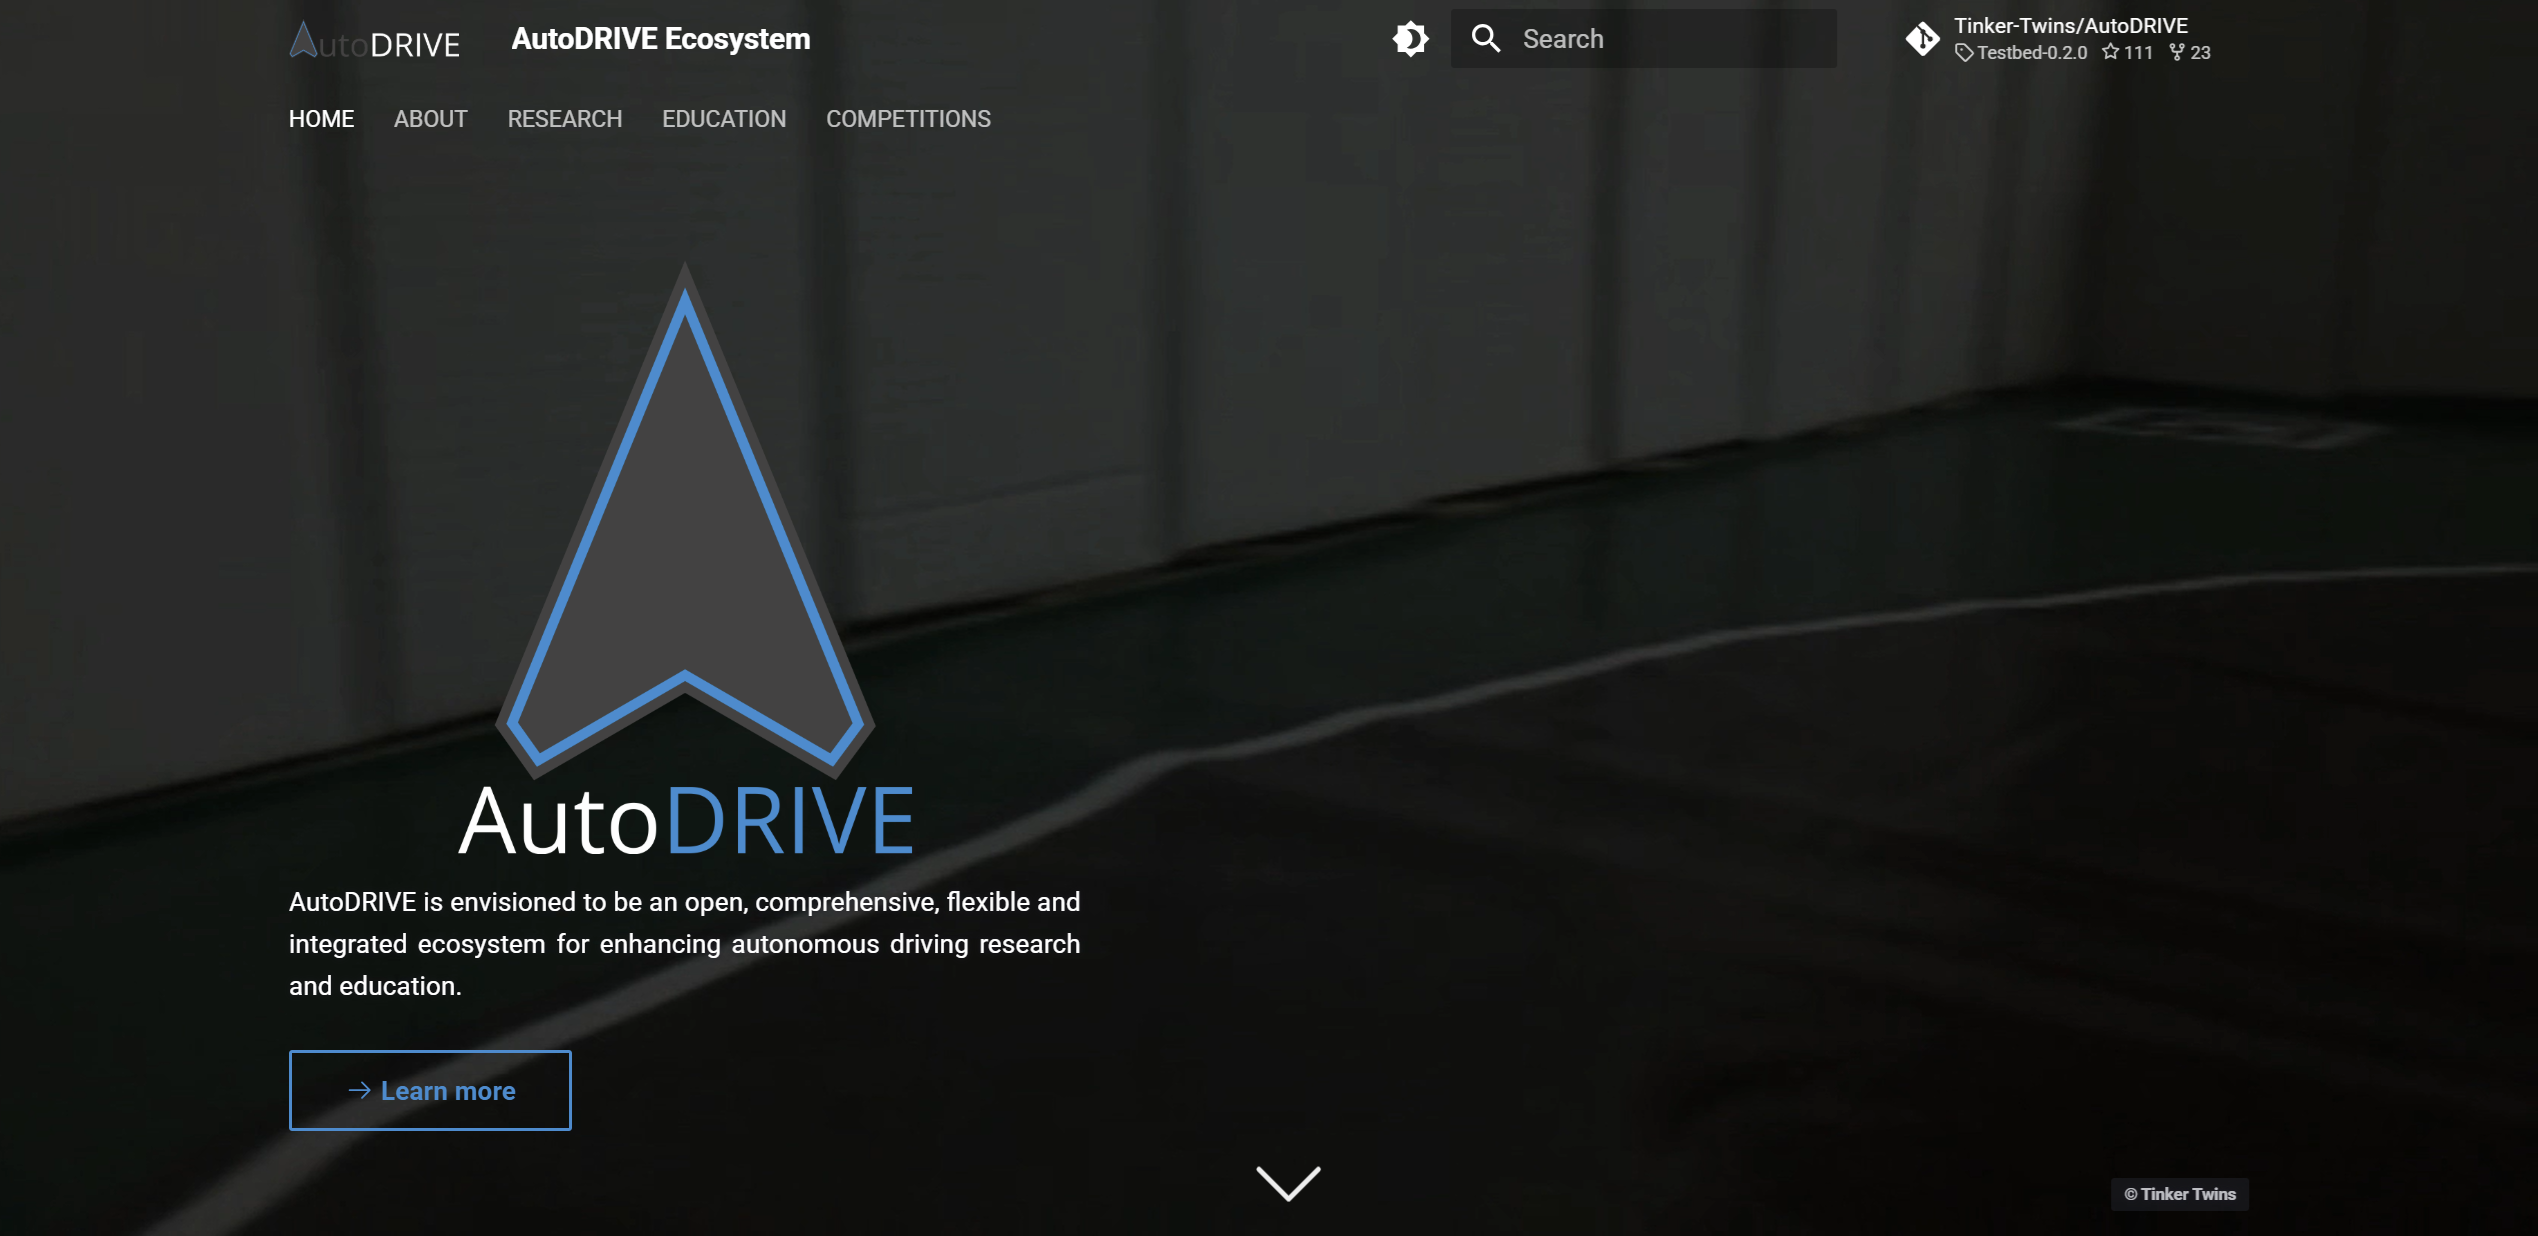 AutoDRIVE
AutoDRIVE Ecosystem
Search
Tinker-Twins/AutoDRIVE
Testbed-0.2.0 111 23
HOME ABOUT RESEARCH EDUCATION COMPETITIONS
AutoDRIVE
AutoDRIVE is envisioned to be an open, comprehensive, flexible and
integrated ecosystem for enhancing autonomous driving research
and education.
Learn more
© Tinker Twins